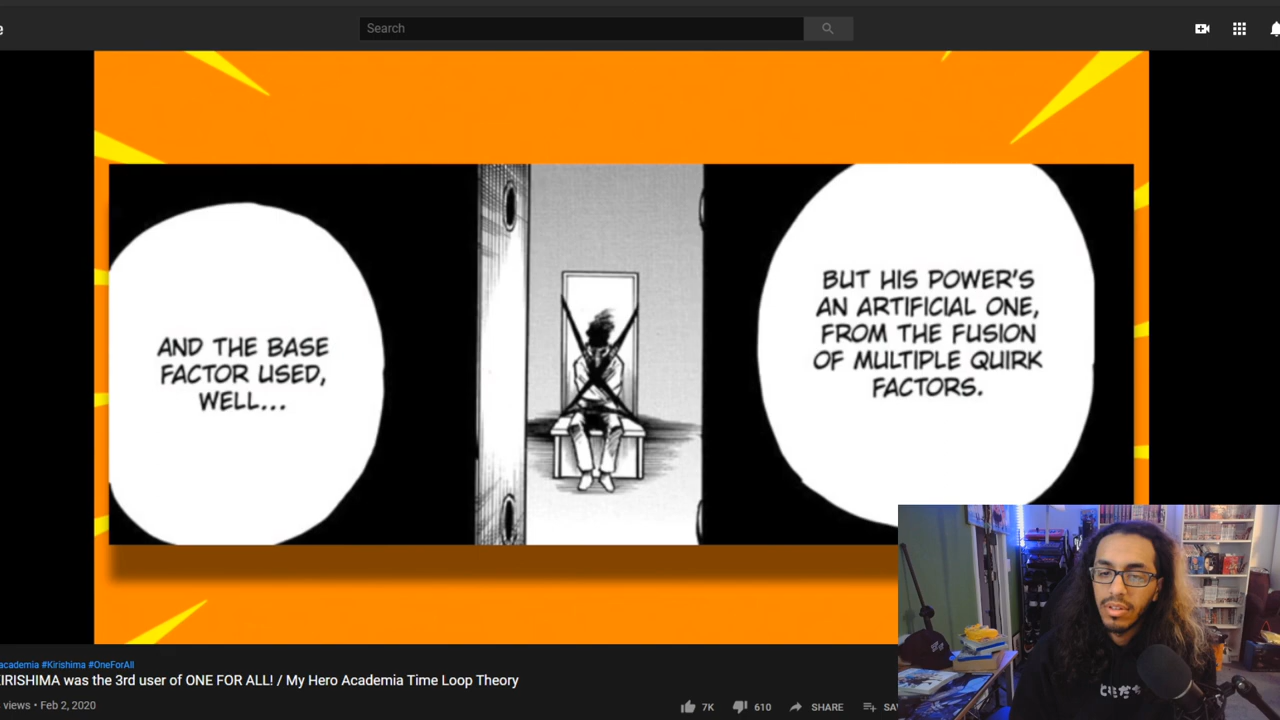 e
Search
AND THE BASE
FACTOR USED,
WELL...
BUT HIS POWER'S
AN ARTIFICIAL ONE,
FROM THE FUSION
OF MULTIPLE QUIRK
FACTORS.
academia #Kirishima #OneForAll
IRISHIMA was the 3rd user of ONE FOR ALL! / My Hero Academia Time Loop Theory
views • Feb 2, 2020
7K
610
SHARE
SA